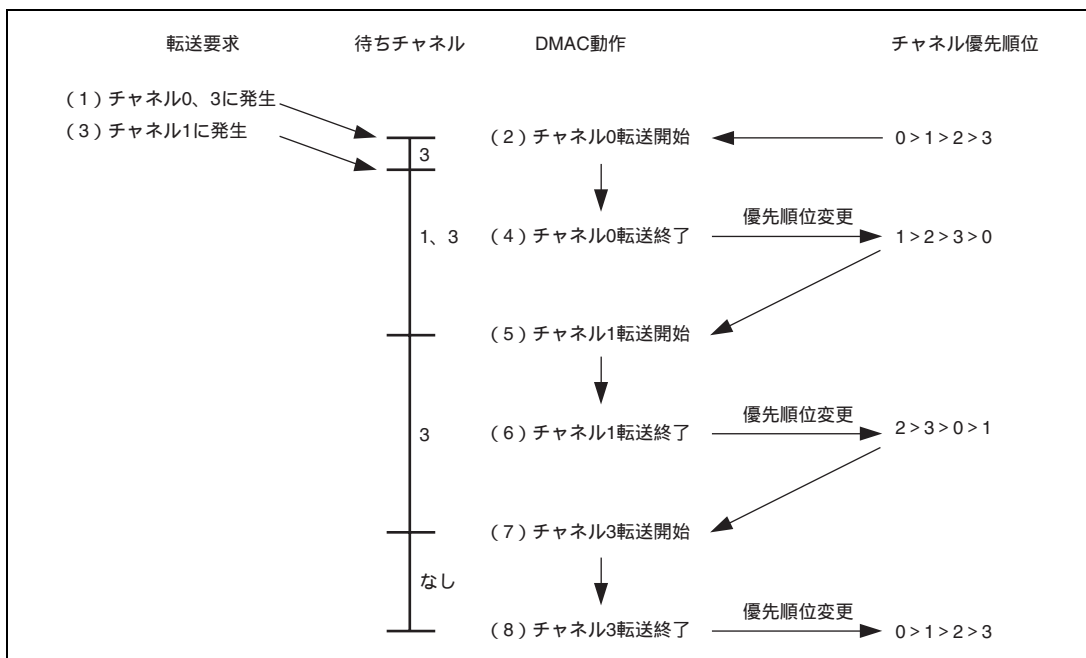 転送要求 待ちチャネル DMAC動作 チャネル優先順位
(1)チャネル0、3に発生
(3)チャネル1に発生
(2)チャネル0転送開始 0>1>2>3
3
優先順位変更
1、3 (4)チャネル0転送終了 1>2>3>0
(5)チャネル1転送開始
優先順位変更
3 (6)チャネル1転送終了 2>3>0>1
(7)チャネル3転送開始
なし
優先順位変更
(8)チャネル3転送終了 0>1>2>3